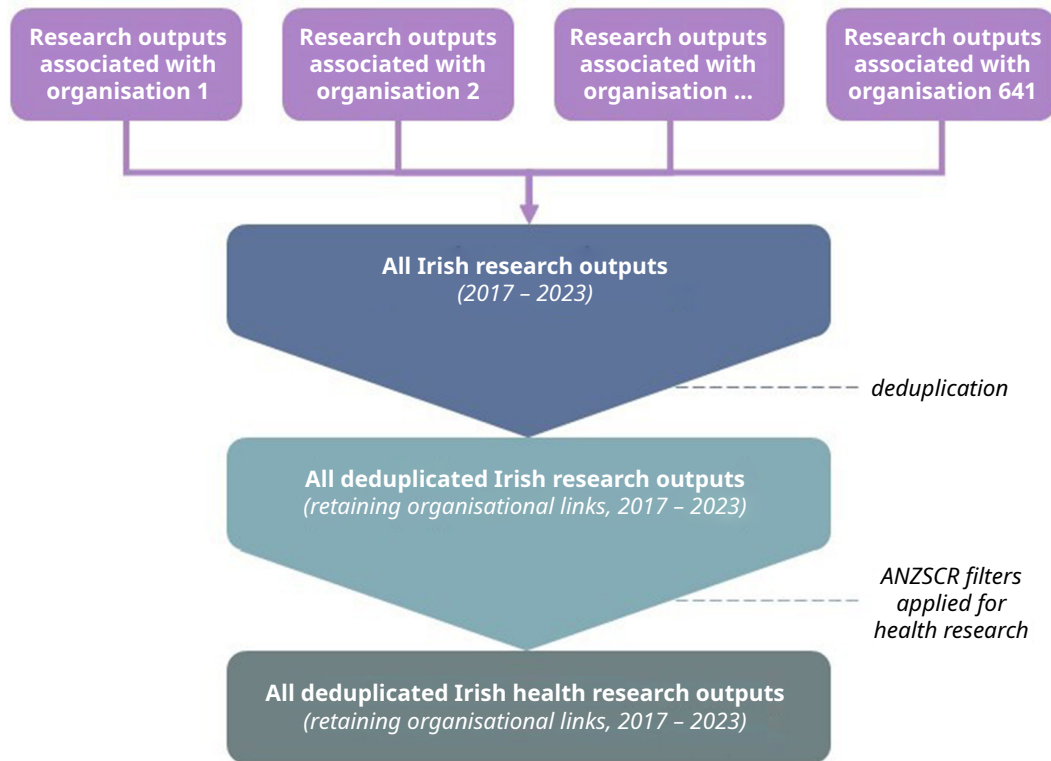 Research outputs
associated with
organisation 1
Research outputs
associated with
organisation 2
Research outputs
associated with
organisation ...
Research outputs
associated with
organisation 641
All Irish research outputs
(2017 – 2023)
deduplication
All deduplicated Irish research outputs
(retaining organisational links, 2017 – 2023)
ANZSCR filters
applied for
health research
All deduplicated Irish health research outputs
(retaining organisational links, 2017 – 2023)